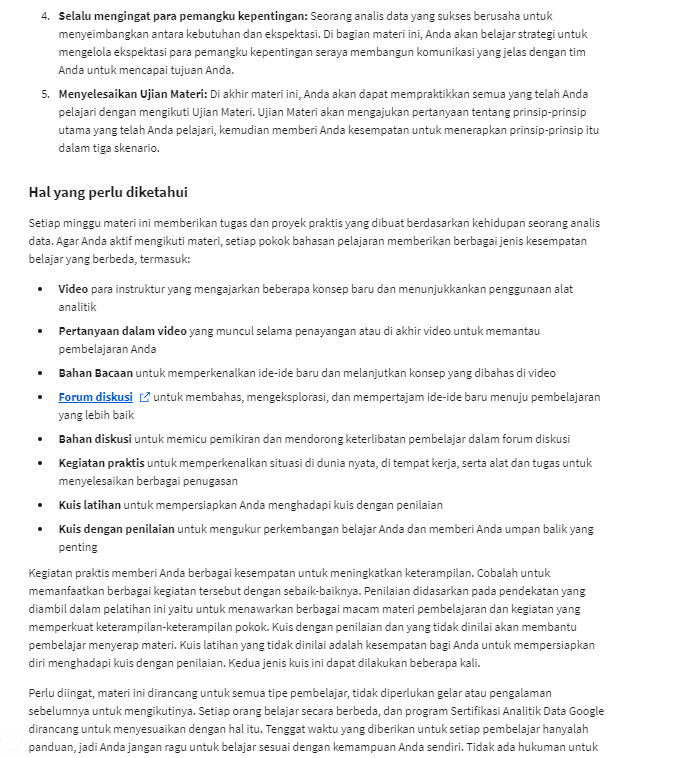 4. Selalu mengingat para pemangku kepentingan: Seorang analis data yang sukses berusaha untuk
menyeimbangkan antara kebutuhan dan ekspektasi. Di bagian materi ini, Anda akan belajar strategi untuk
mengelola ekspektasi para pemangku kepentingan seraya membangun komunikasi yang jelas dengan tim
Anda untuk mencapai tujuan Anda.
5. Menyelesaikan Ujian Materi: Di akhir materi ini, Anda akan dapat mempraktikkan semua yang telah Anda
pelajari dengan mengikuti Ujian Materi. Ujian Materi akan mengajukan pertanyaan tentang prinsip-prinsip
utama yang telah Anda pelajari, kemudian memberi Anda kesempatan untuk menerapkan prinsip-prinsip itu
dalam tiga skenario.
Hal yang perlu diketahui
Setiap minggu materi ini memberikan tugas dan proyek praktis yang dibuat berdasarkan kehidupan seorang analis
data. Agar Anda aktif mengikuti materi, setiap pokok bahasan pelajaran memberikan berbagai jenis kesempatan
belajar yang berbeda, termasuk:
• Video para instruktur yang mengajarkan beberapa konsep baru dan menunjukkankan penggunaan alat
analitik
• Pertanyaan dalam video yang muncul selama penayangan atau di akhir video untuk memantau
pembelajaran Anda
• Bahan Bacaan untuk memperkenalkan ide-ide baru dan melanjutkan konsep yang dibahas di video
• Forum diskusi untuk membahas, mengeksplorasi, dan mempertajam ide-ide baru menuju pembelajaran
yang lebih baik
• Bahan diskusi untuk memicu pemikiran dan mendorong keterlibatan pembelajar dalam forum diskusi
• Kegiatan praktis untuk memperkenalkan situasi di dunia nyata, di tempat kerja, serta alat dan tugas untuk
menyelesaikan berbagai penugasan
• Kuis latihan untuk mempersiapkan Anda menghadapi kuis dengan penilaian
• Kuis dengan penilaian untuk mengukur perkembangan belajar Anda dan memberi Anda umpan balik yang
penting
Kegiatan praktis memberi Anda berbagai kesempatan untuk meningkatkan keterampilan. Cobalah untuk
memanfaatkan berbagai kegiatan tersebut dengan sebaik-baiknya. Penilaian didasarkan pada pendekatan yang
diambil dalam pelatihan ini yaitu untuk menawarkan berbagai macam materi pembelajaran dan kegiatan yang
memperkuat keterampilan-keterampilan pokok. Kuis dengan penilaian dan yang tidak dinilai akan membantu
pembelajar menyerap materi. Kuis latihan yang tidak dinilai adalah kesempatan bagi Anda untuk mempersiapkan
diri menghadapi kuis dengan penilaian. Kedua jenis kuis ini dapat dilakukan beberapa kali.
Perlu diingat, materi ini dirancang untuk semua tipe pembelajar, tidak diperlukan gelar atau pengalaman
sebelumnya untuk mengikutinya. Setiap orang belajar secara berbeda, dan program Sertifikasi Analitik Data Google
dirancang untuk menyesuaikan dengan hal itu. Tenggat waktu yang diberikan untuk setiap pembelajar hanyalah
panduan, jadi Anda jangan ragu untuk belajar sesuai dengan kemampuan Anda sendiri. Tidak ada hukuman untuk